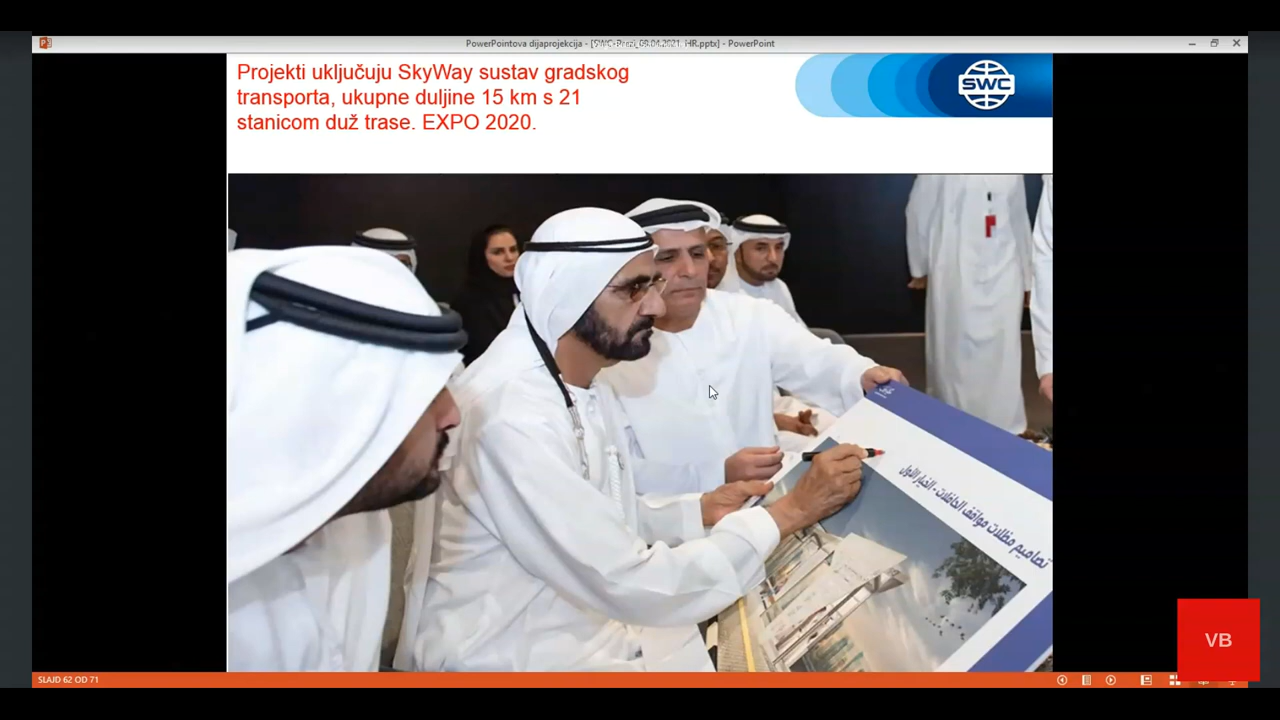 PowerPointova dijaprojekcija - [SWC-Prez_69.04.2021. HR.pptx] - PowerPoint
Projekti uključuju SkyWay sustav gradskog
transporta, ukupne duljine 15 km s 21
stanicom duž trase. EXPO 2020.
SWC
تصاميم مظلات مواقف الحافلات - الخيار الأول
VB
SLAJD 62 OD 71